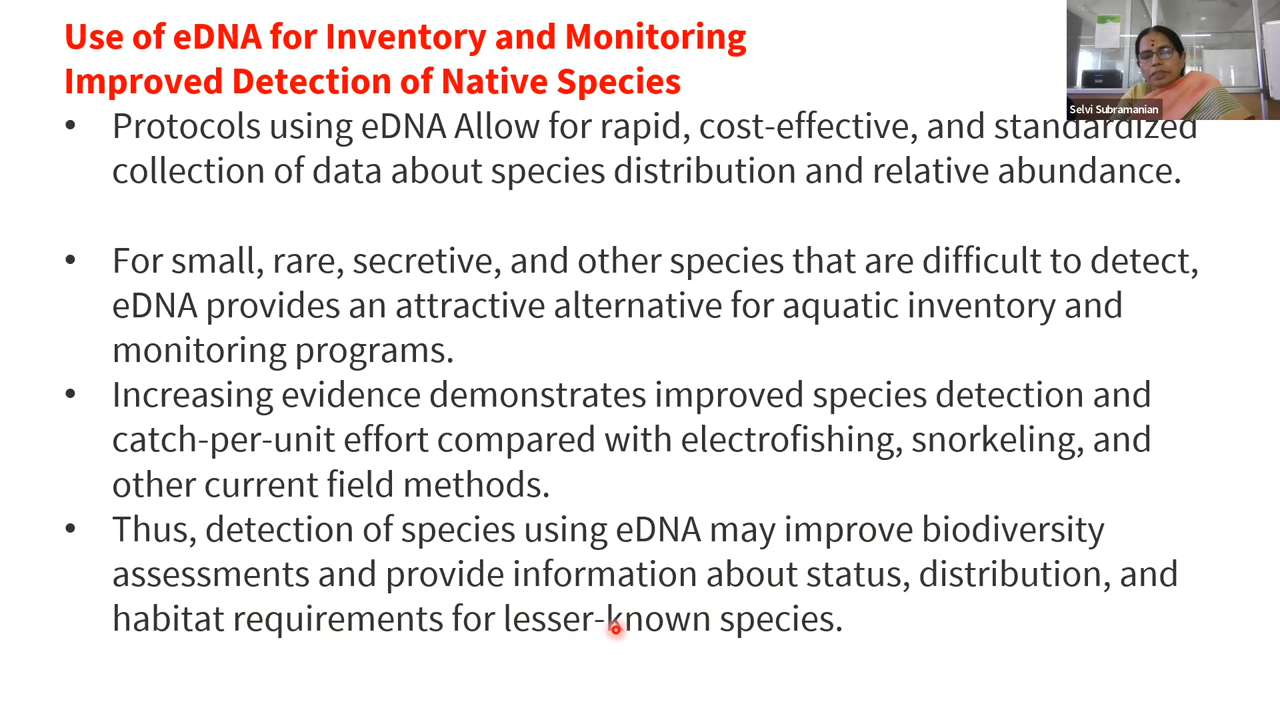 Use of eDNA for Inventory and Monitoring
Improved Detection of Native Species
Selvi Subramanian
• Protocols using eDNA Allow for rapid, cost-effective, and standardized
collection of data about species distribution and relative abundance.
• For small, rare, secretive, and other species that are difficult to detect,
eDNA provides an attractive alternative for aquatic inventory and
monitoring programs.
• Increasing evidence demonstrates improved species detection and
catch-per-unit effort compared with electrofishing, snorkeling, and
other current field methods.
• Thus, detection of species using eDNA may improve biodiversity
assessments and provide information about status, distribution, and
habitat requirements for lesser-known species.